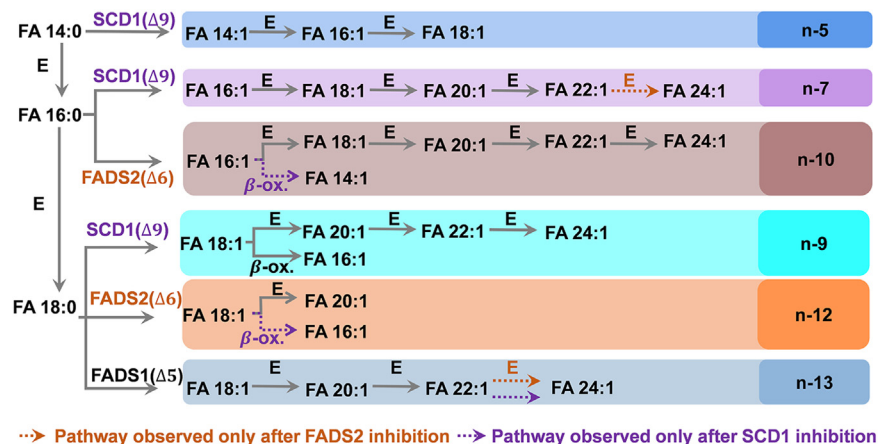 FA 14:0 SCD1(Δ9) FA 14:1 E FA 16:1 E FA 18:1 n-5
E
FA 16:0 SCD1(Δ9) FA 16:1 E FA 18:1 E FA 20:1 E FA 22:1 E FA 24:1 n-7
FADS2(Δ6) FA 16:1 E FA 18:1 E FA 20:1 E FA 22:1 E FA 24:1 n-10
β-ox. FA 14:1
E
FA 18:0 SCD1(Δ9) FA 18:1 E FA 20:1 E FA 22:1 E FA 24:1 n-9
β-ox. FA 16:1
FADS2(Δ6) FA 18:1 E FA 20:1 n-12
β-ox. FA 16:1
FADS1(Δ5) FA 18:1 E FA 20:1 E FA 22:1 E FA 24:1 n-13
Pathway observed only after FADS2 inhibition Pathway observed only after SCD1 inhibition